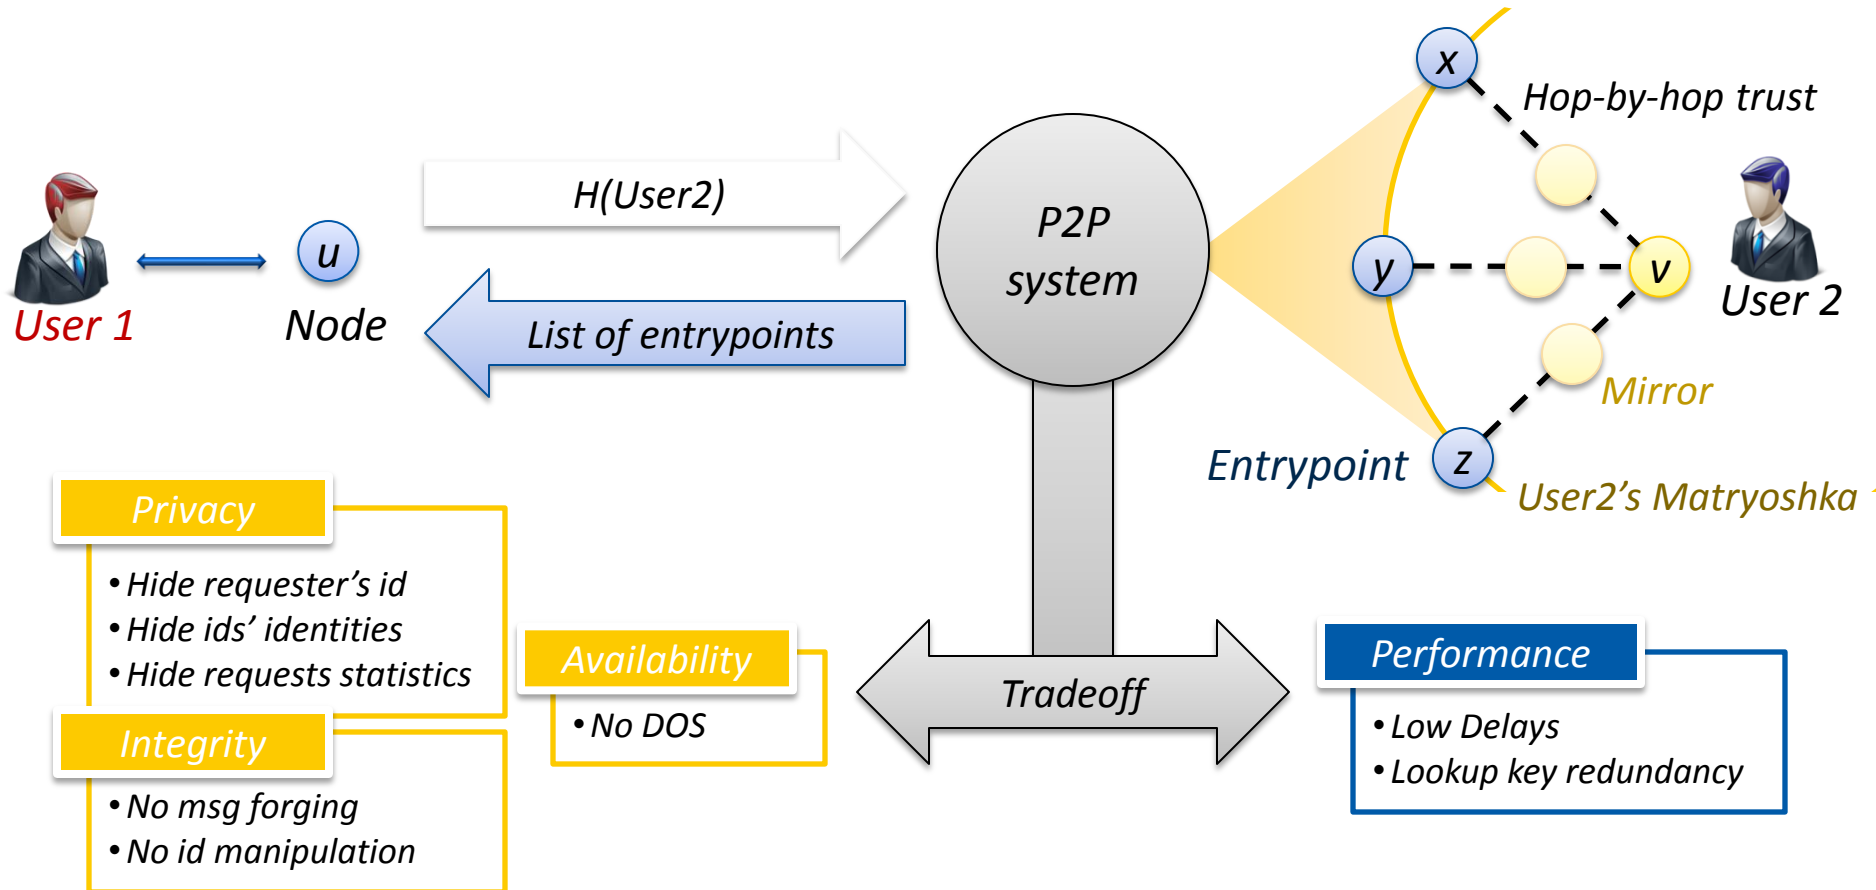 x
Hop-by-hop trust
H(User2)
P2P
system
u
y
v
User 1
Node
List of entrypoints
User 2
Mirror
Entrypoint
z
User2's Matryoshka
Privacy
• Hide requester’s id
• Hide ids’ identities
• Hide requests statistics
Integrity
• No msg forging
• No id manipulation
Availability
• No DOS
Tradeoff
Performance
• Low Delays
• Lookup key redundancy